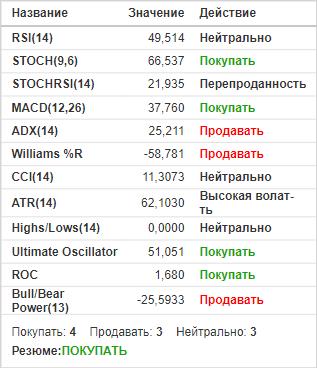 Название Значение Действие
RSI(14) 49,514 Нейтрально
STOCH(9,6) 66,537 Покупать
STOCHRSI(14) 21,935 Перепроданность
MACD(12,26) 37,760 Покупать
ADX(14) 25,211 Продавать
Williams %R -58,781 Продавать
CCI(14) 11,3073 Нейтрально
ATR(14) 62,1030 Высокая волат-
ть
Highs/Lows(14) 0,0000 Нейтрально
Ultimate Oscillator 51,051 Покупать
ROC 1,680 Покупать
Bull/Bear
Power(13) -25,5933 Продавать
Покупать: 4 Продавать: 3 Нейтрально: 3
Резюме:ПОКУПАТЬ